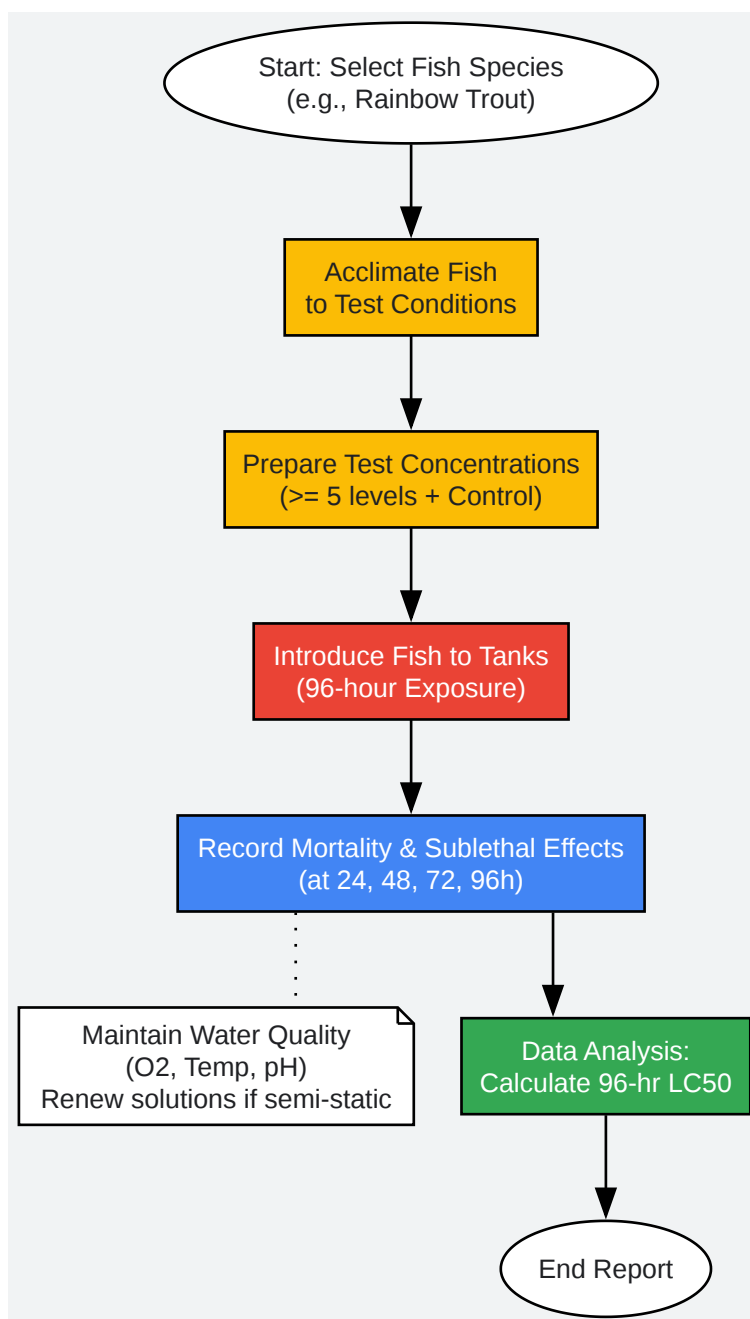 Start: Select Fish Species
(e.g., Rainbow Trout)
Acclimate Fish
to Test Conditions
Prepare Test Concentrations
(>= 5 levels + Control)
Introduce Fish to Tanks
(96-hour Exposure)
Record Mortality & Sublethal Effects
(at 24, 48, 72, 96h)
Maintain Water Quality
(O2, Temp, pH)
Renew solutions if semi-static
Data Analysis:
Calculate 96-hr LC50
End Report